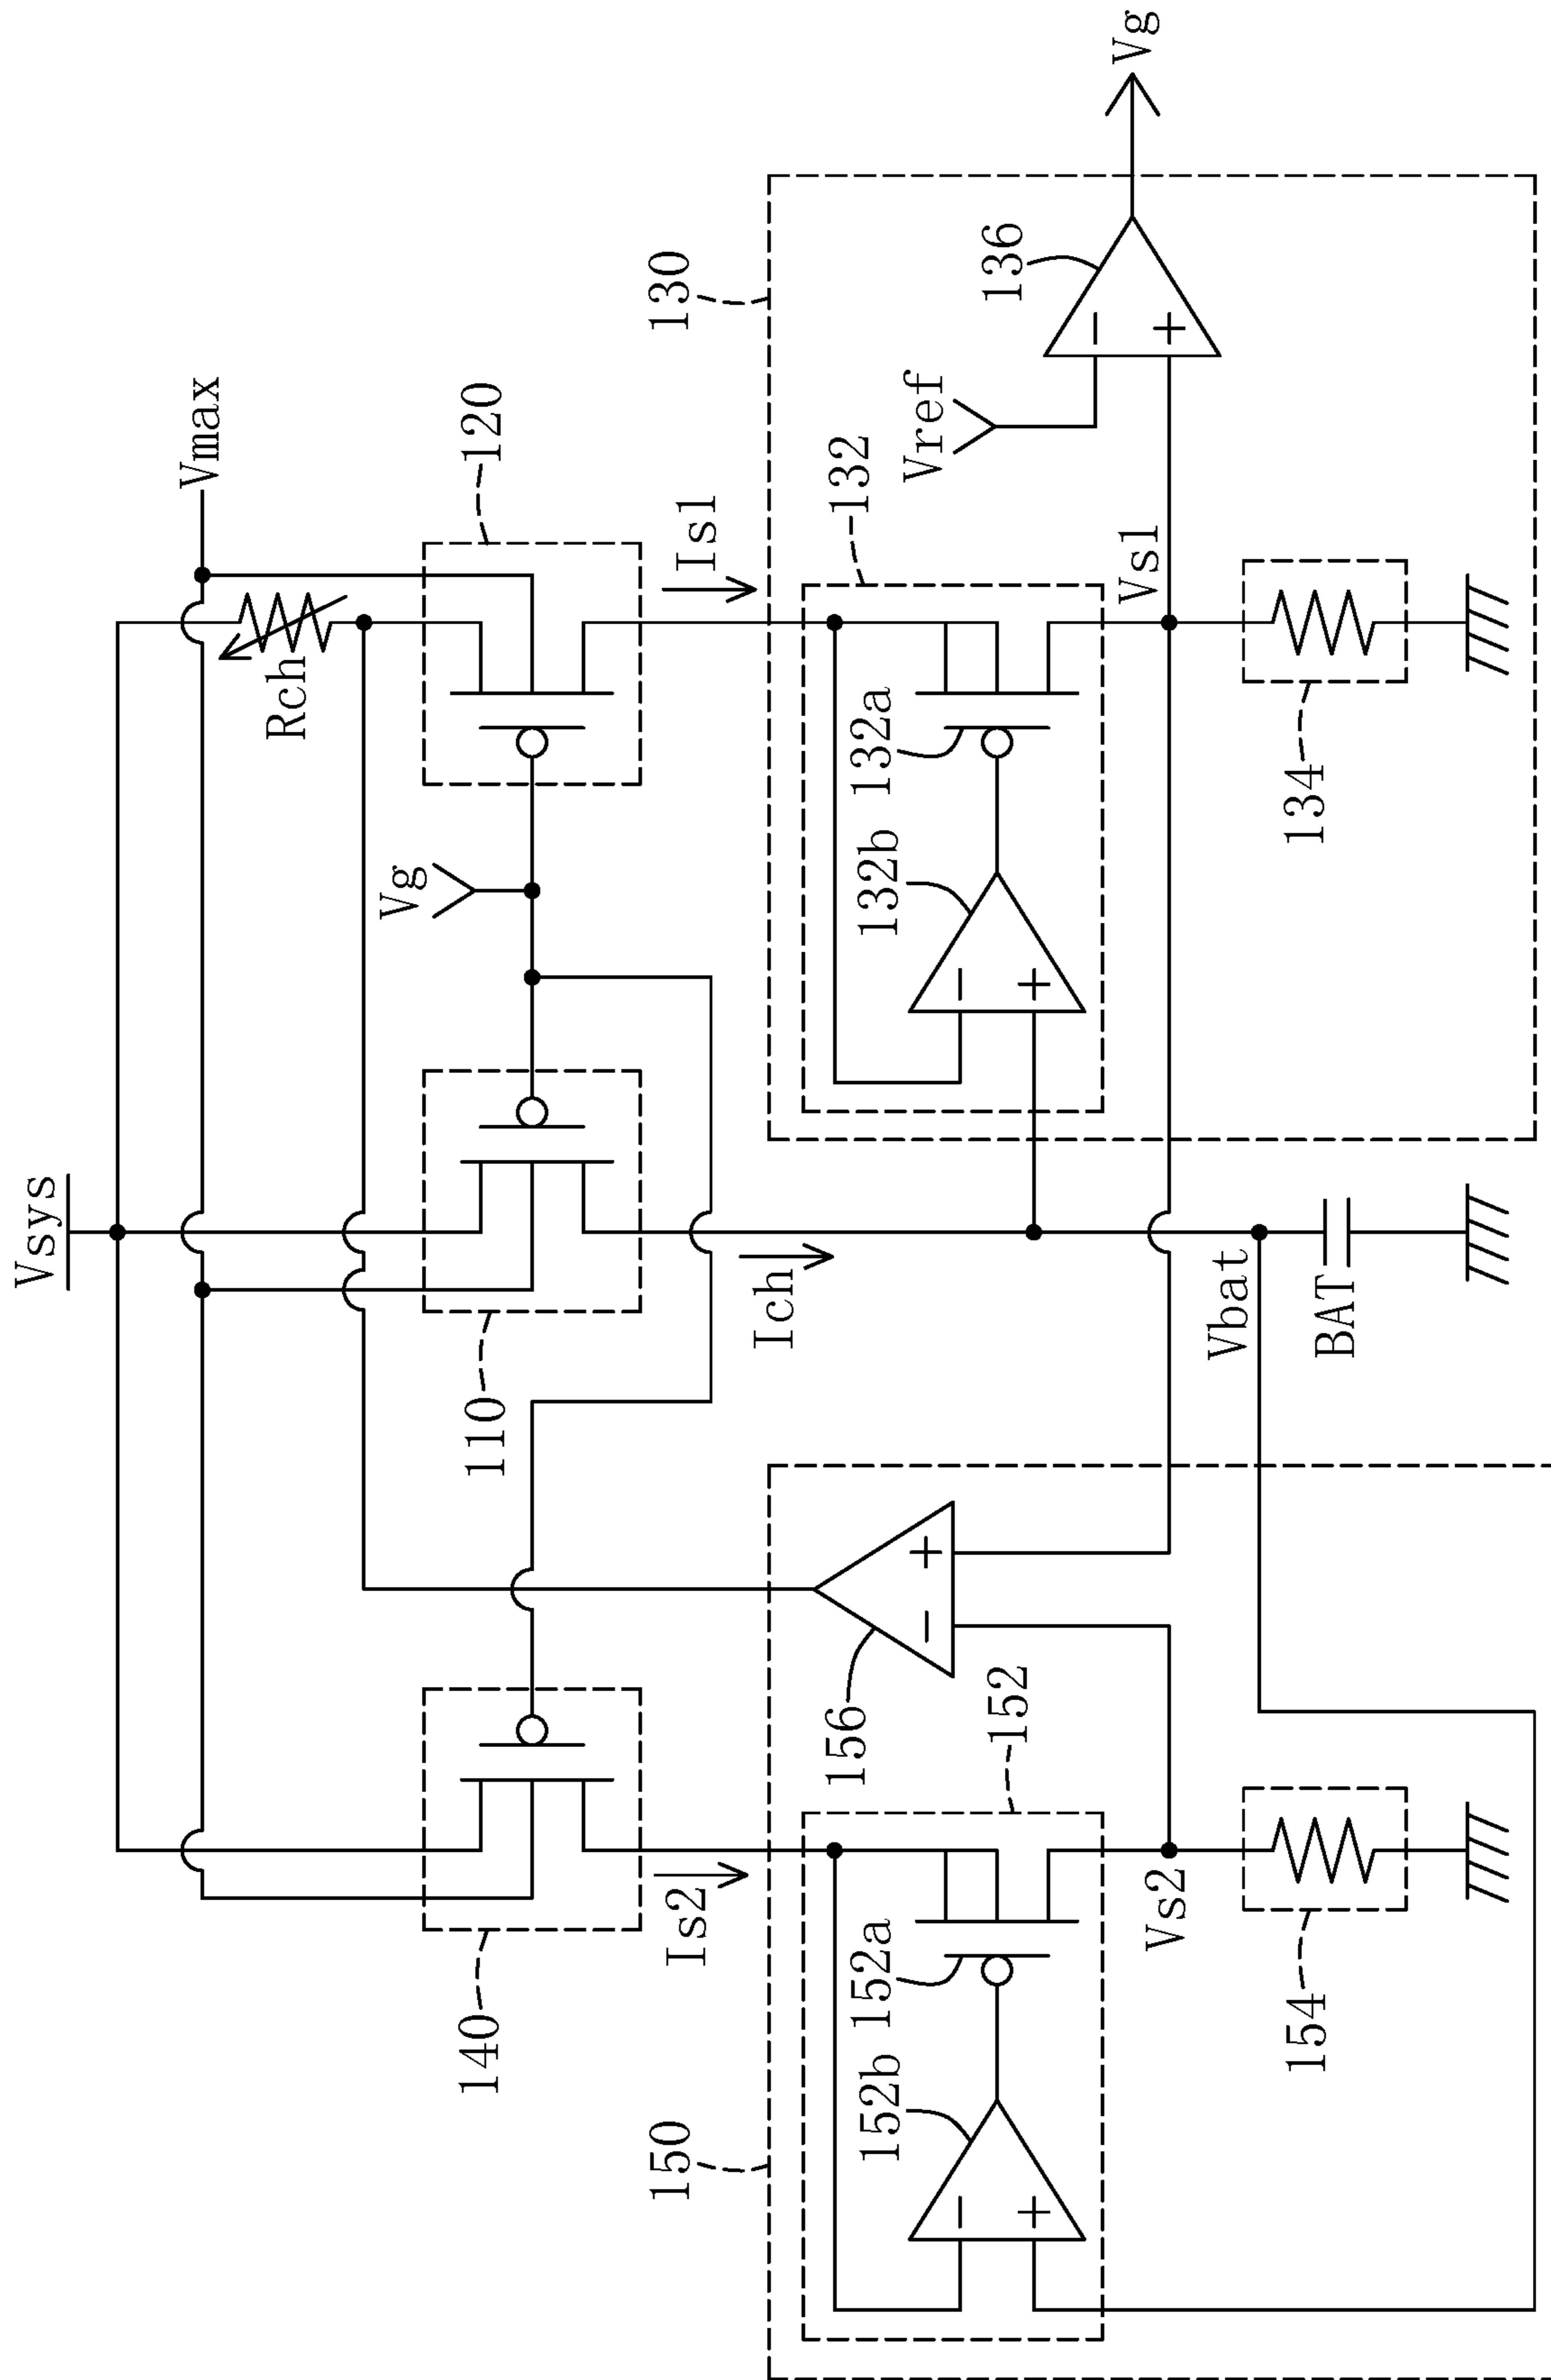 Vsys
Vmax
Rch
120
Vg
110
140
Is1
Ich
Is2
130
132
Vref
136
Vg
132b
132a
Vs1
134
Vbat
BAT
150
156
152
152b
152a
Vs2
154